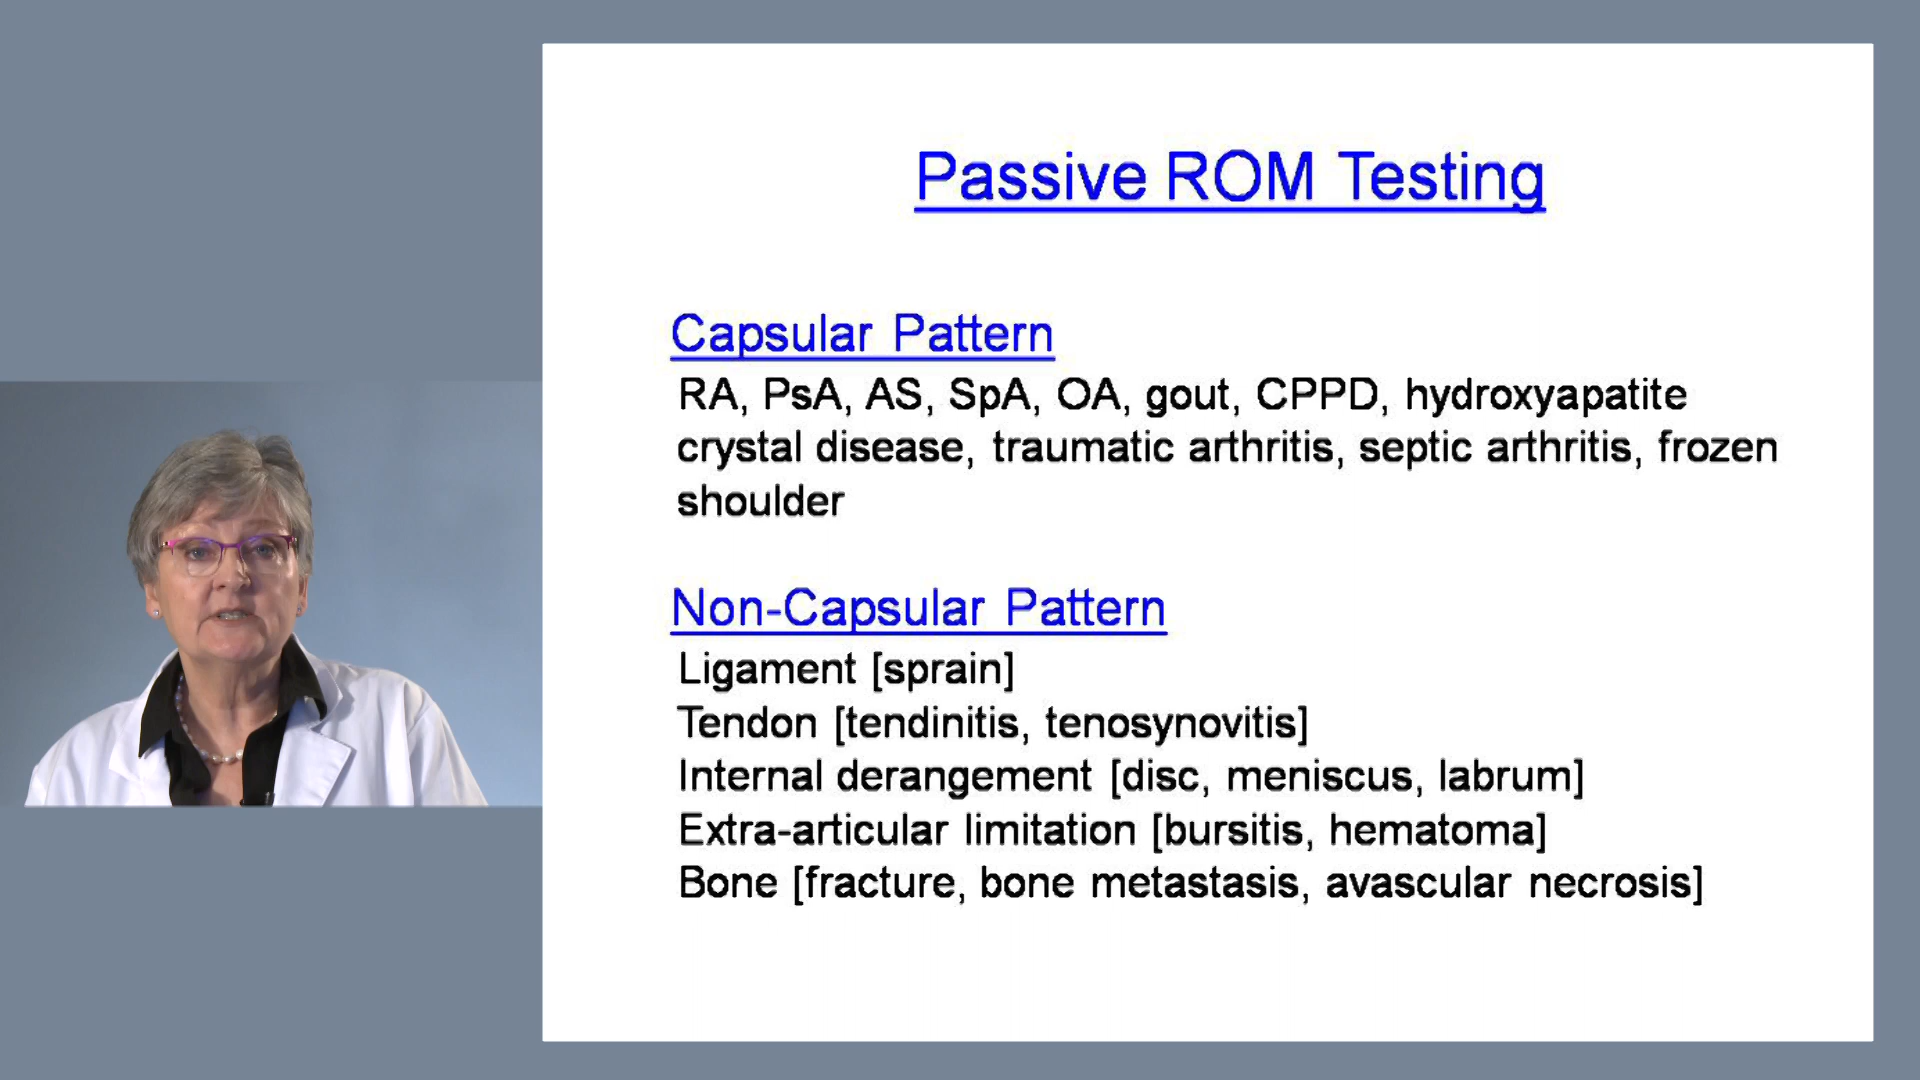 Passive ROM Testing
Capsular Pattern
RA, PsA, AS, SpA, OA, gout, CPPD, hydroxyapatite
crystal disease, traumatic arthritis, septic arthritis, frozen
shoulder
Non-Capsular Pattern
Ligament [sprain]
Tendon [tendinitis, tenosynovitis]
Internal derangement [disc, meniscus, labrum]
Extra-articular limitation [bursitis, hematoma]
Bone [fracture, bone metastasis, avascular necrosis]